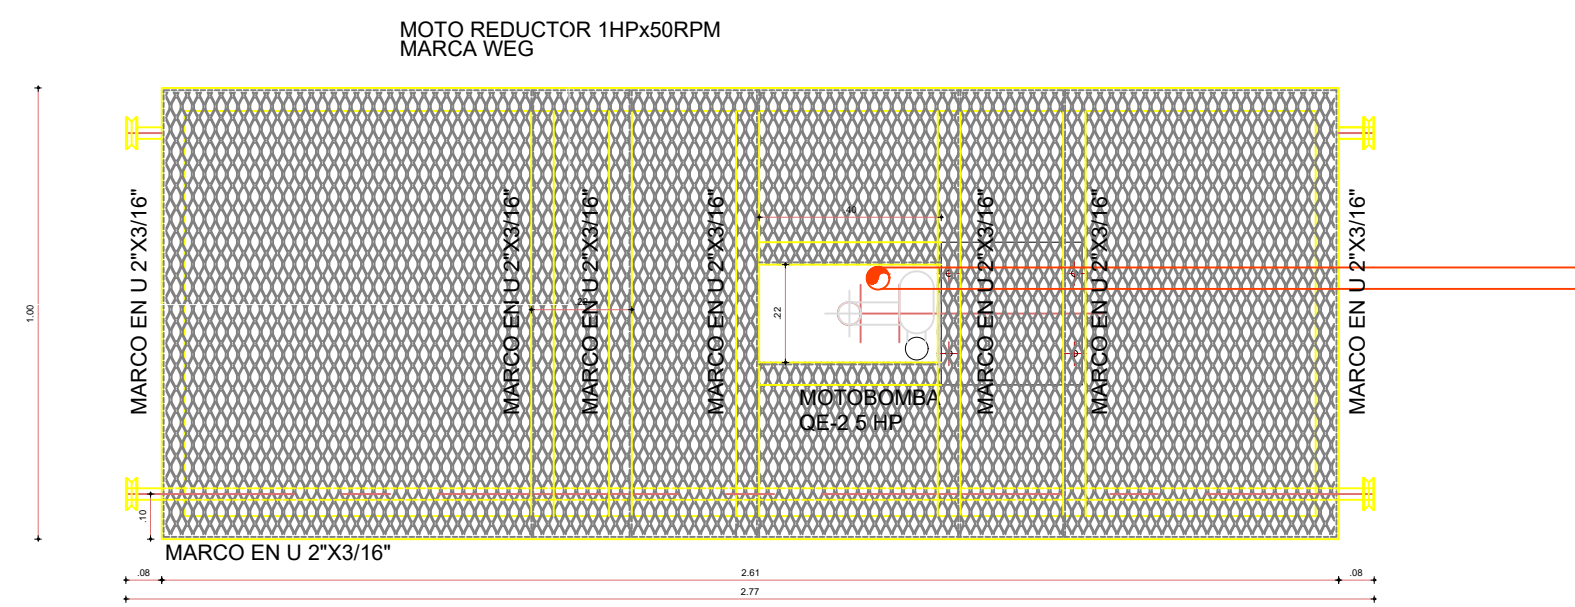 MOTO REDUCTOR 1HPx50RPM
MARCA WEG
1.00
MARCO EN U 2"X3/16"
MARCO EN U 2"X3/16"
MARCO EN U 2"X3/16"
MARCO EN U 2"X3/16"
MARCO EN U 2"X3/16"
MARCO EN U 2"X3/16"
MARCO EN U 2"X3/16"
.40
.22
.22
MOTOBOMBA
QE-2 5 HP
.10
MARCO EN U 2"X3/16"
.08
2.61
.08
2.77